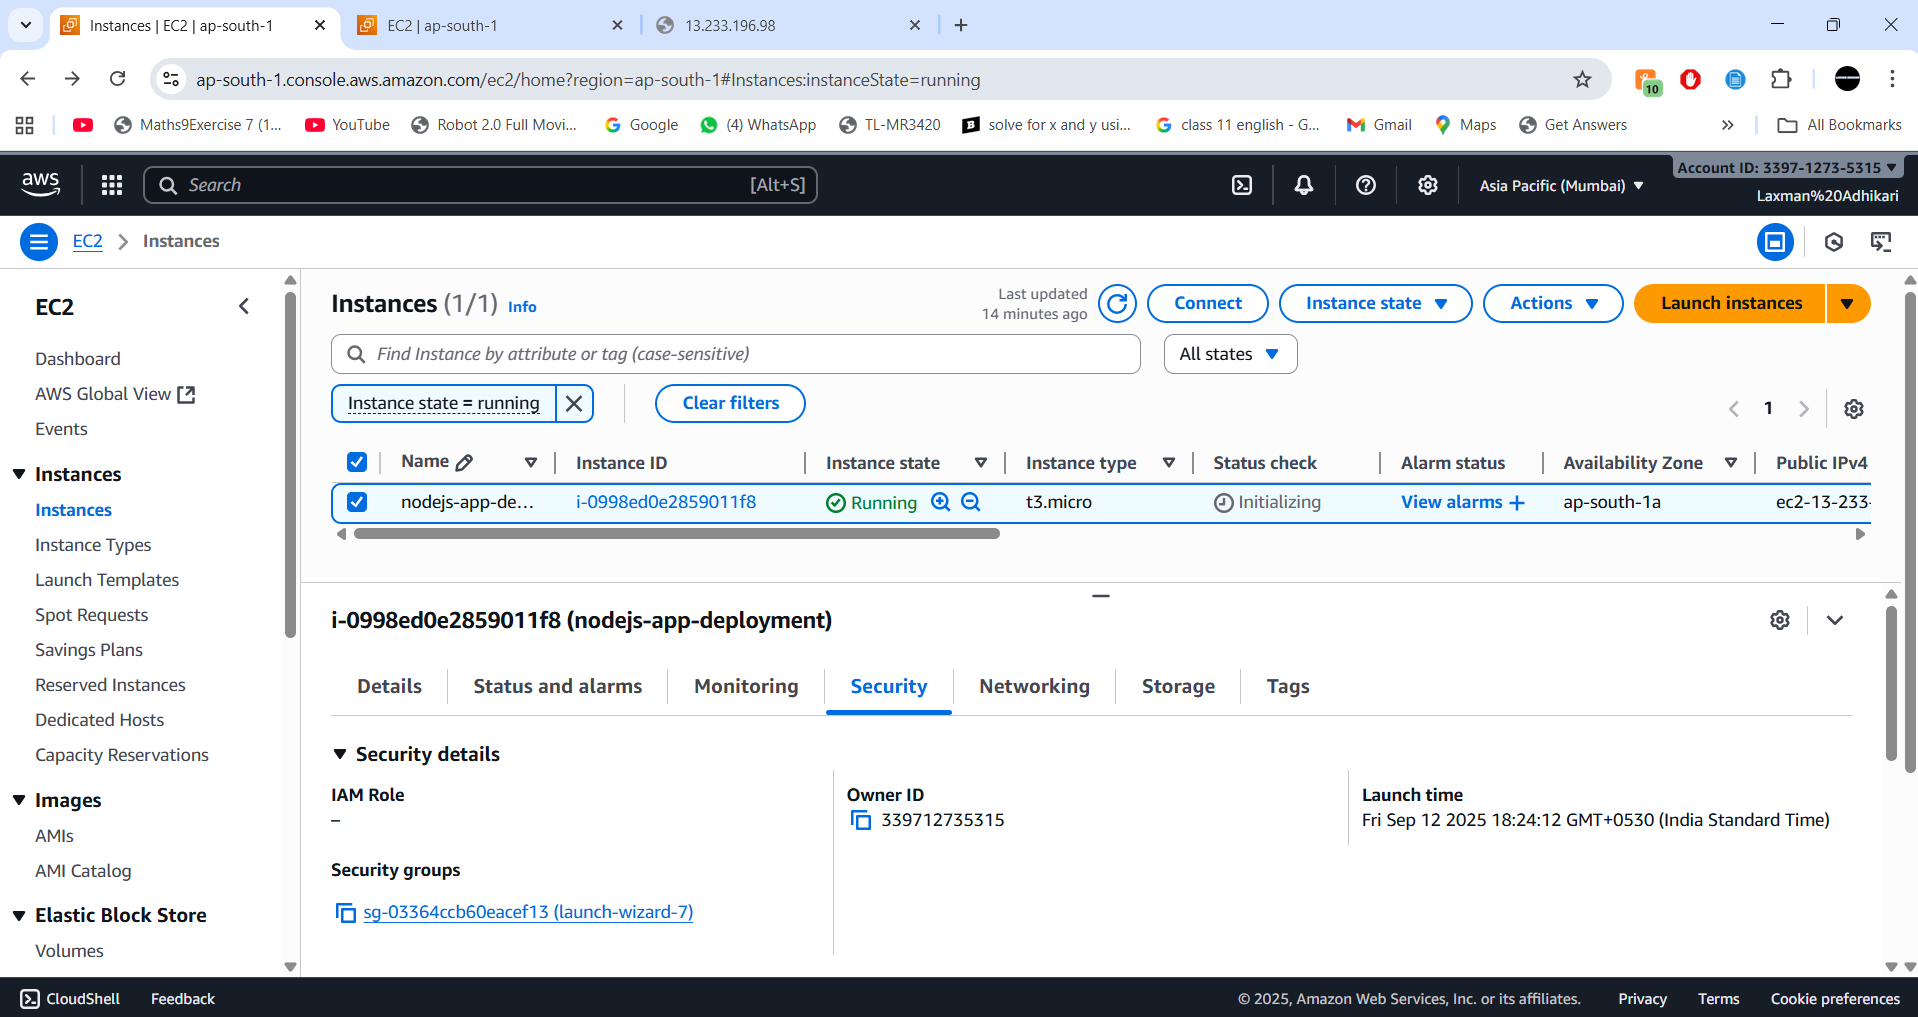 Instances | EC2 | ap-south-1
EC2 | ap-south-1
13.233.196.98
ap-south-1.console.aws.amazon.com/ec2/home?region=ap-south-1#Instances:instanceState=running
10
Maths9Exercise 7 (1...
YouTube
Robot 2.0 Full Movi...
Google
(4) WhatsApp
TL-MR3420
solve for x and y usi...
class 11 english - G...
Gmail
Maps
Get Answers
All Bookmarks
aws
Search
[Alt+S]
Asia Pacific (Mumbai)
Account ID: 3397-1273-5315
Laxman%20Adhikari
EC2
Instances
EC2
Dashboard
AWS Global View
Events
Instances
Instances
Instance Types
Launch Templates
Spot Requests
Savings Plans
Reserved Instances
Dedicated Hosts
Capacity Reservations
Images
AMIs
AMI Catalog
Elastic Block Store
Volumes
Instances (1/1) Info
Last updated
14 minutes ago
Connect
Instance state
Actions
Launch instances
Find Instance by attribute or tag (case-sensitive)
All states
Instance state = running
Clear filters
1
Name Instance ID Instance state Instance type Status check Alarm status Availability Zone Public IPv4
nodejs-app-de... i-0998ed0e2859011f8 Running t3.micro Initializing View alarms + ap-south-1a ec2-13-233-
i-0998ed0e2859011f8 (nodejs-app-deployment)
Details Status and alarms Monitoring Security Networking Storage Tags
Security details
IAM Role
–
Owner ID
339712735315
Launch time
Fri Sep 12 2025 18:24:12 GMT+0530 (India Standard Time)
Security groups
sg-03364ccb60eacef13 (launch-wizard-7)
CloudShell
Feedback
© 2025, Amazon Web Services, Inc. or its affiliates.
Privacy
Terms
Cookie preferences